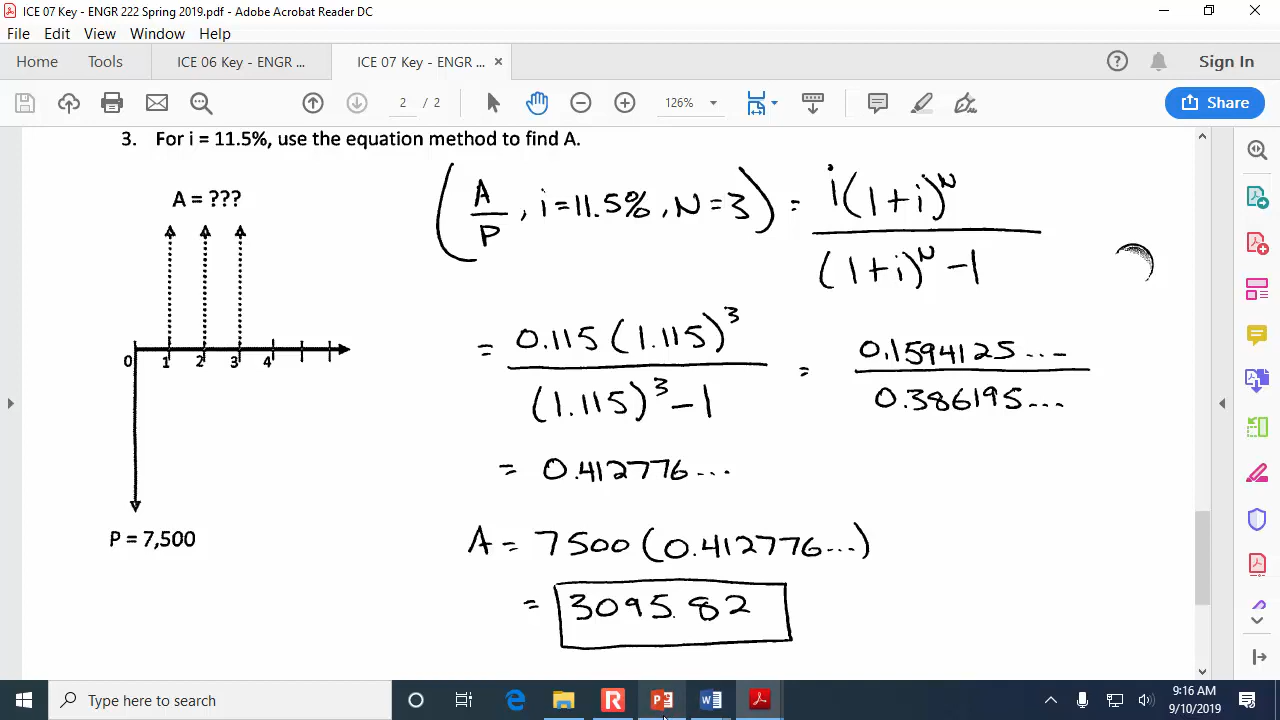 ICE 07 Key - ENGR 222 Spring 2019.pdf - Adobe Acrobat Reader DC
File Edit View Window Help
Home Tools ICE 06 Key - ENGR ... ICE 07 Key - ENGR ... × Sign In
2 / 2 126% Share
3. For i = 11.5%, use the equation method to find A.
A = ???
(A/P, i = 11.5%, N = 3) = i(1+i)^N / (1+i)^N - 1
= 0.115(1.115)^3 / (1.115)^3 - 1 = 0.1594125... / 0.386195...
0 1 2 3 4
= 0.412776...
P = 7,500
A = 7500(0.412776...)
= 3095.82
Type here to search
9:16 AM
9/10/2019